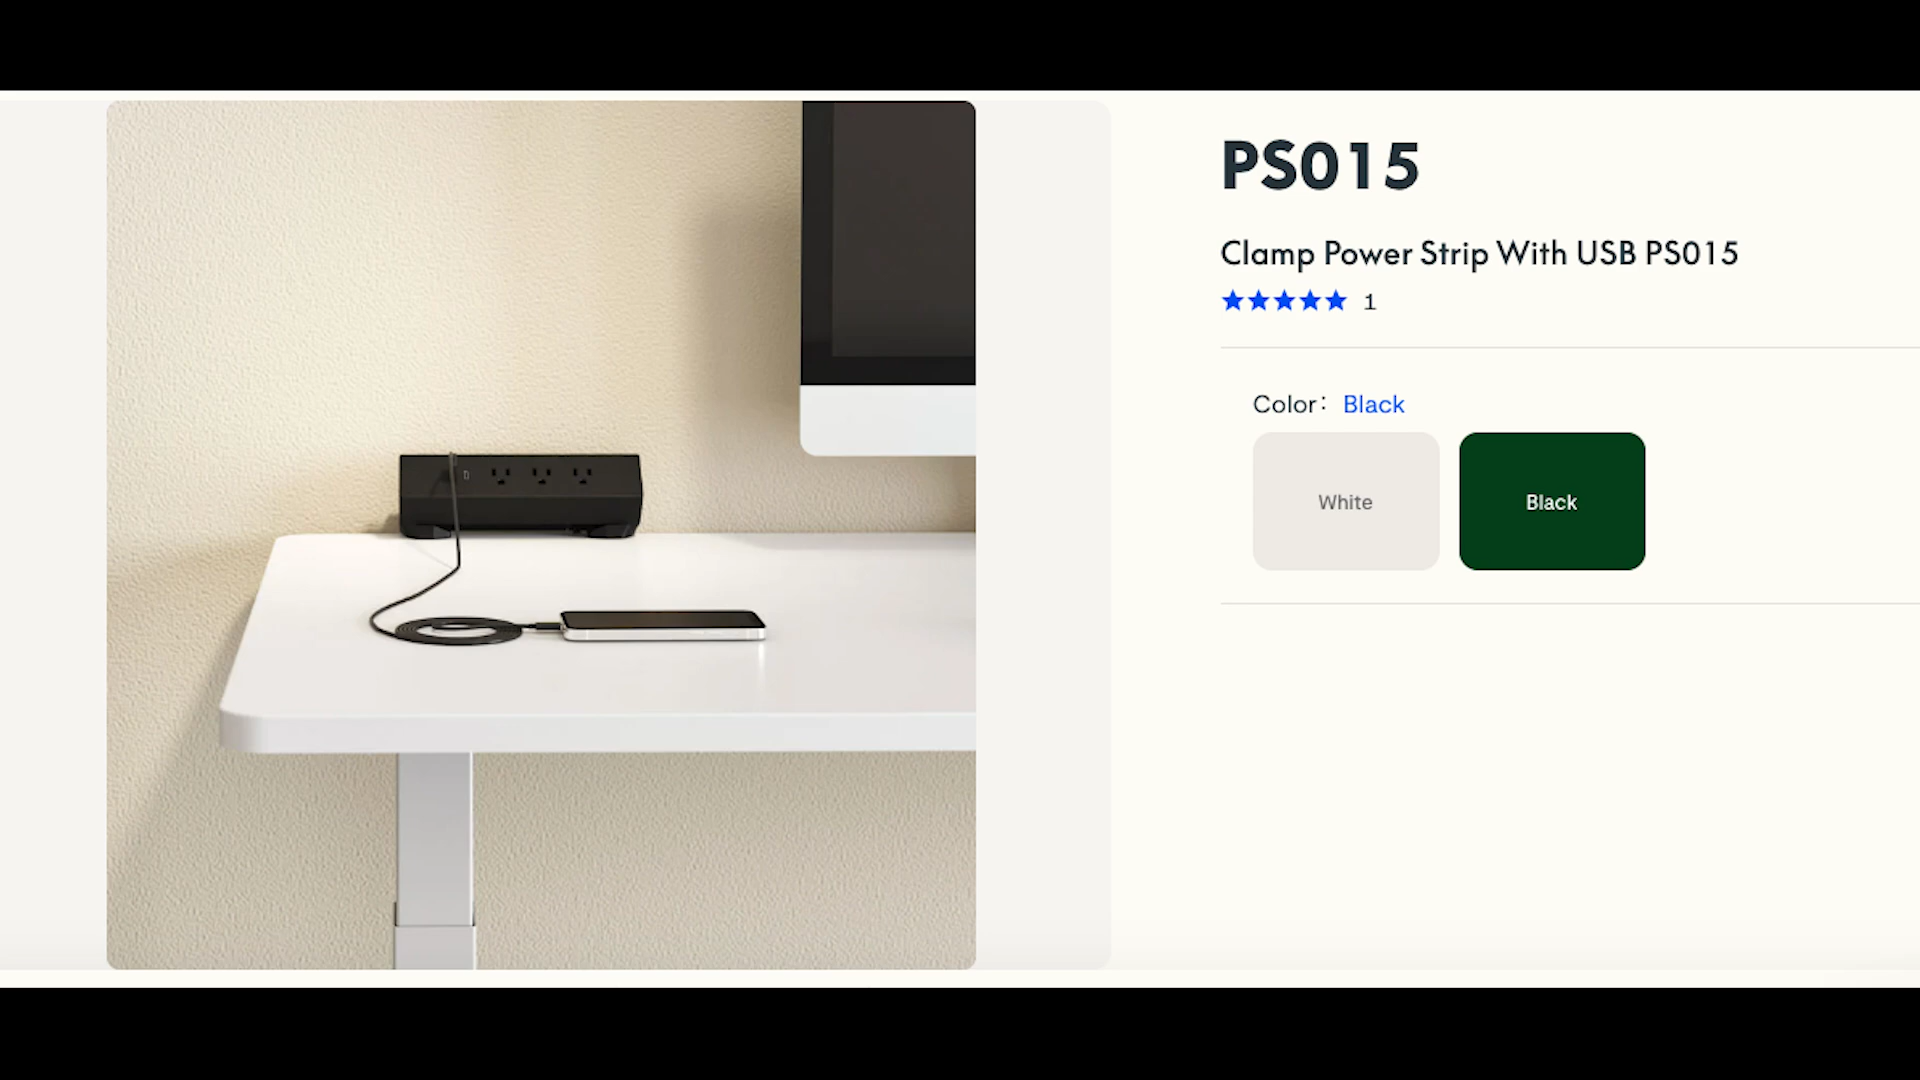 PS015
Clamp Power Strip With USB PS015
1
Color: Black
White
Black